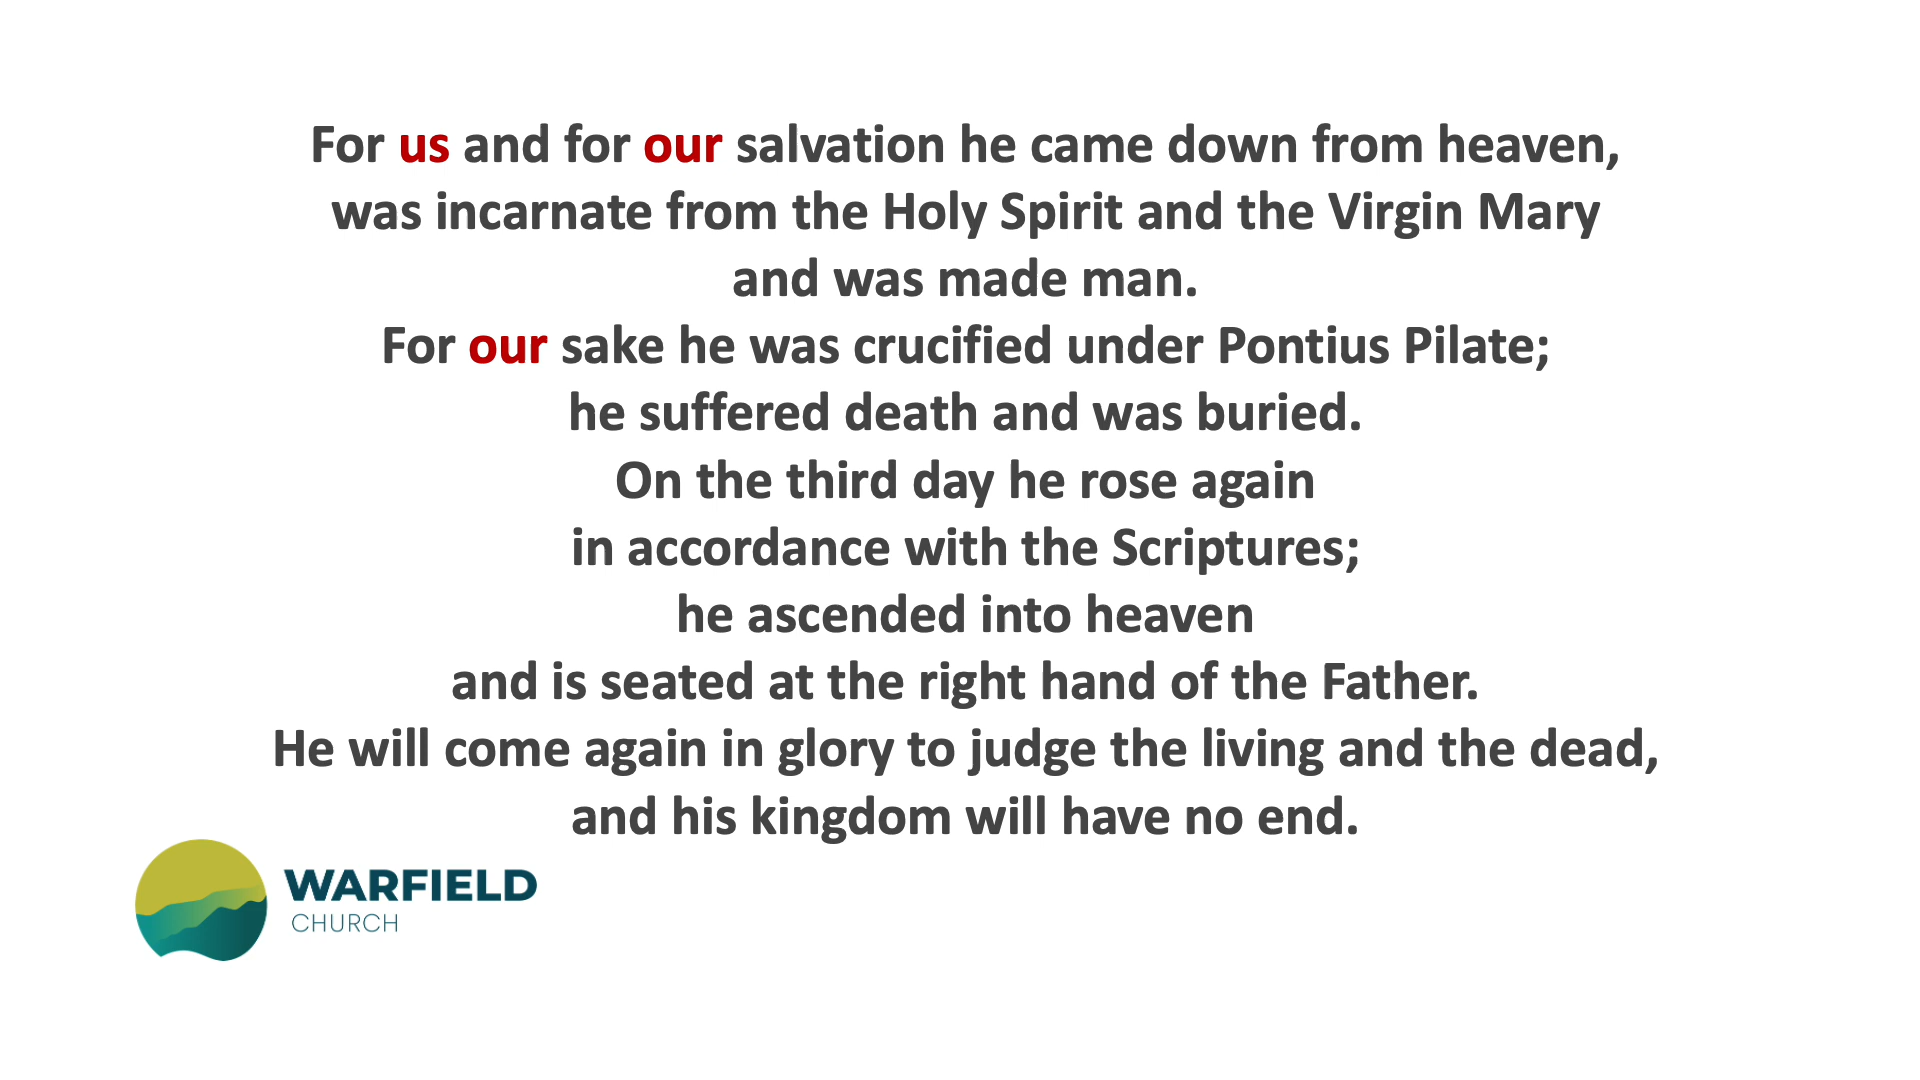 For us and for our salvation he came down from heaven,
was incarnate from the Holy Spirit and the Virgin Mary
and was made man.
For our sake he was crucified under Pontius Pilate;
he suffered death and was buried.
On the third day he rose again
in accordance with the Scriptures;
he ascended into heaven
and is seated at the right hand of the Father.
He will come again in glory to judge the living and the dead,
and his kingdom will have no end.
WARFIELD
CHURCH